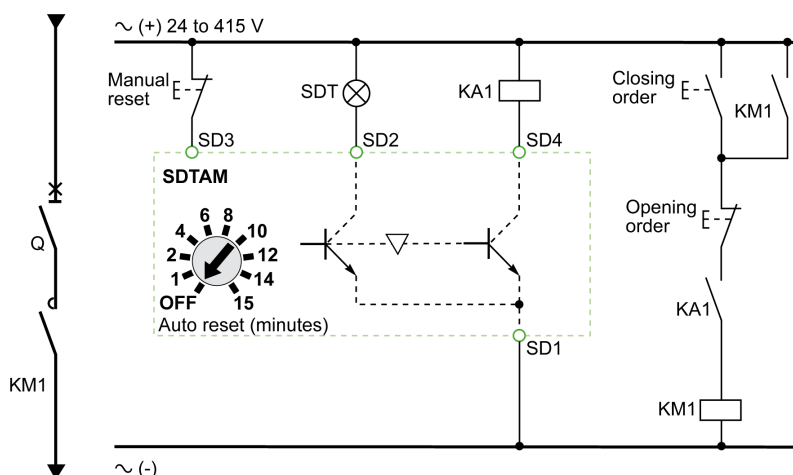 ~ (+) 24 to 415 V
Manual
reset
SDT
KA1
Closing
order
KM1
SD3
SD2
SD4
SDTAM
Q
OFF
1
2
4
6
8
10
12
14
15
Auto reset (minutes)
Opening
order
KA1
SD1
KM1
KM1
~ (-)